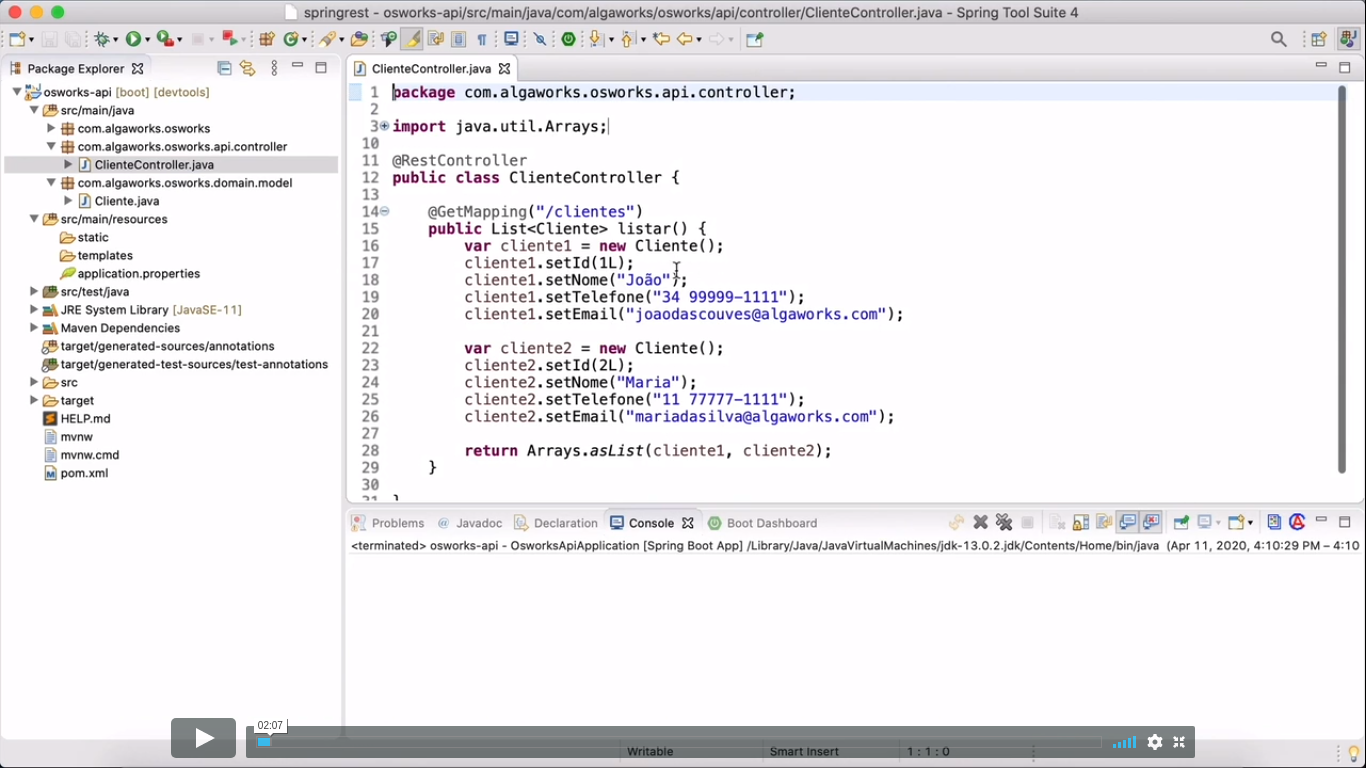 springrest - osworks-api/src/main/java/com/algaworks/osworks/api/controller/ClienteController.java - Spring Tool Suite 4
Package Explorer
osworks-api [boot] [devtools]
src/main/java
com.algaworks.osworks
com.algaworks.osworks.api.controller
ClienteController.java
com.algaworks.osworks.domain.model
Cliente.java
src/main/resources
static
templates
application.properties
src/test/java
JRE System Library [JavaSE-11]
Maven Dependencies
target/generated-sources/annotations
target/generated-test-sources/test-annotations
src
target
HELP.md
mvnw
mvnw.cmd
pom.xml
ClienteController.java
1 package com.algaworks.osworks.api.controller;
2
3 import java.util.Arrays;
10
11 @RestController
12 public class ClienteController {
13
14 @GetMapping("/clientes")
15 public List<Cliente> listar() {
16 var cliente1 = new Cliente();
17 cliente1.setId(1L);
18 cliente1.setNome("João");
19 cliente1.setTelefone("34 99999-1111");
20 cliente1.setEmail("joaodascouves@algaworks.com");
21
22 var cliente2 = new Cliente();
23 cliente2.setId(2L);
24 cliente2.setNome("Maria");
25 cliente2.setTelefone("11 77777-1111");
26 cliente2.setEmail("mariadasilva@algaworks.com");
27
28 return Arrays.asList(cliente1, cliente2);
29 }
30
31 }
Problems @ Javadoc Declaration Console Boot Dashboard
<terminated> osworks-api - OsworksApiApplication [Spring Boot App] /Library/Java/JavaVirtualMachines/jdk-13.0.2.jdk/Contents/Home/bin/java (Apr 11, 2020, 4:10:29 PM – 4:10
02:07
Writable Smart Insert 1 : 1 : 0